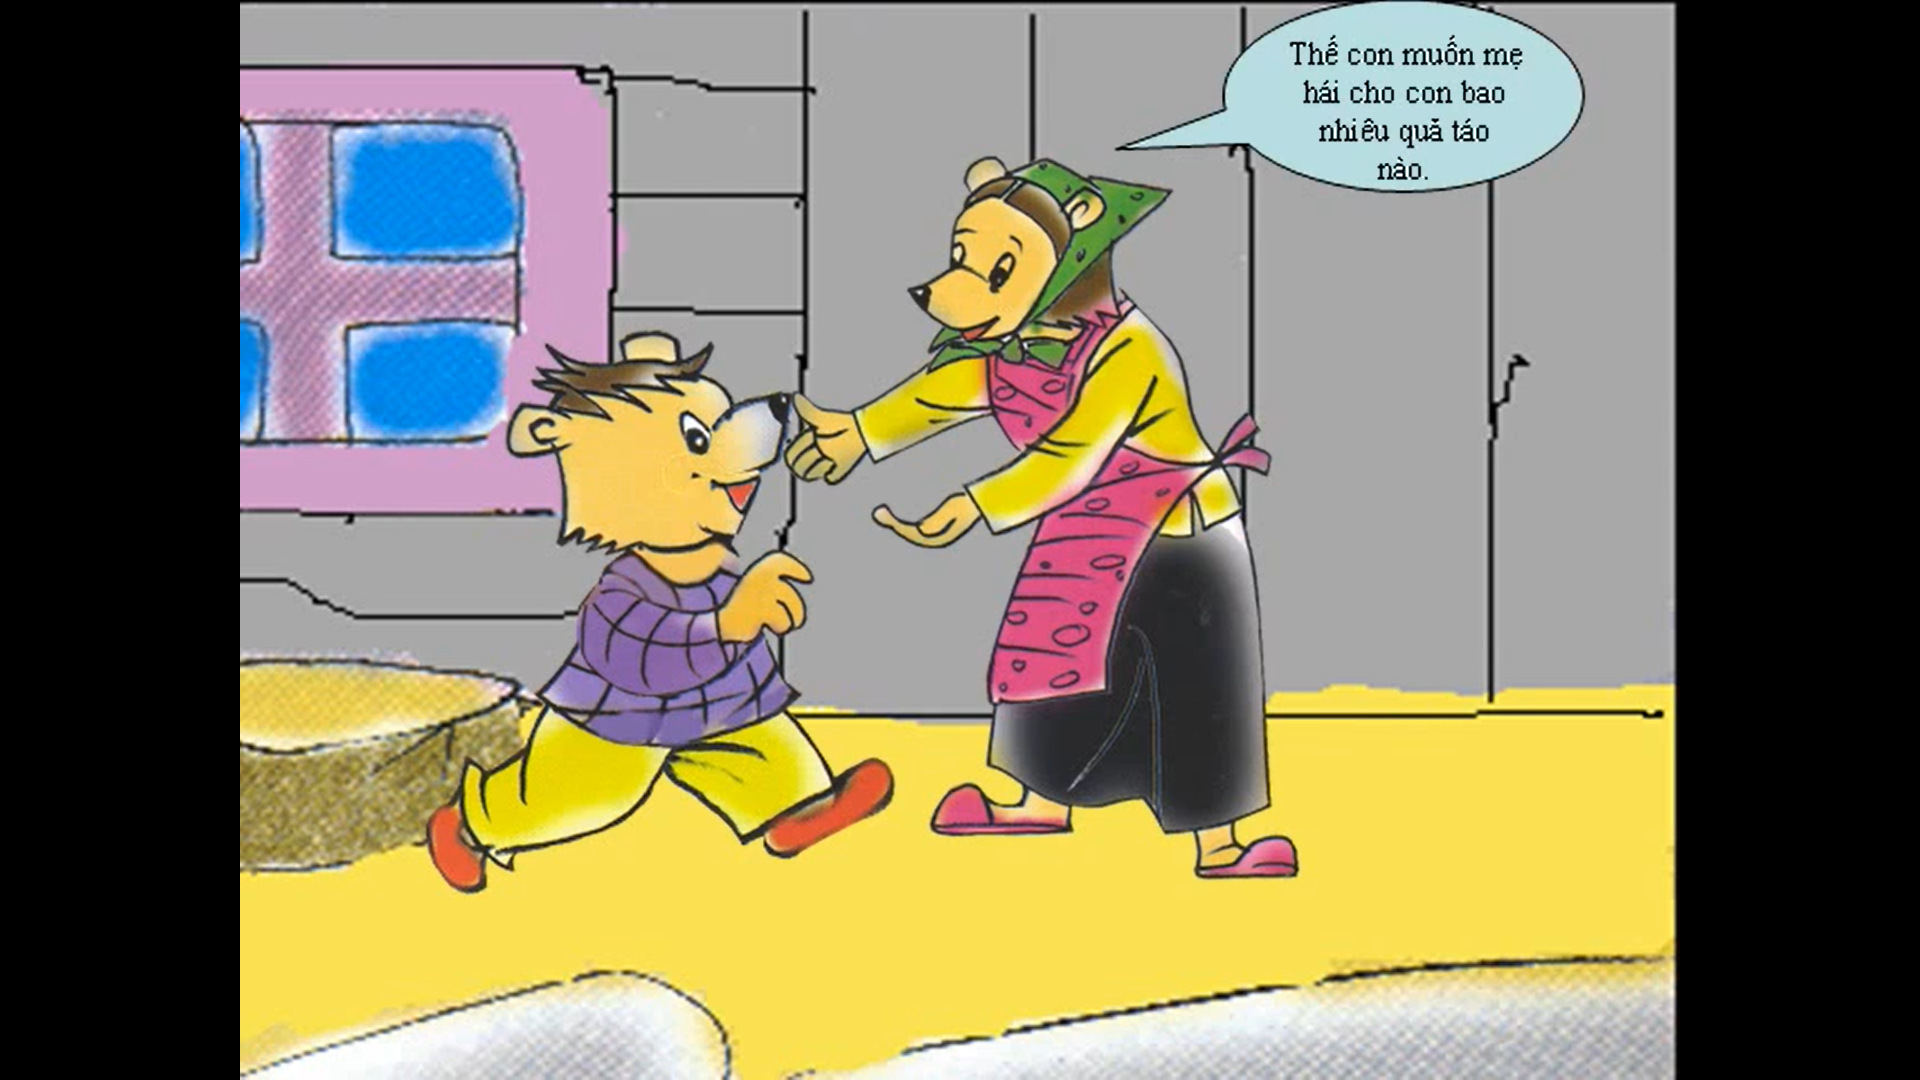 Thế con muốn mẹ
hái cho con bao
nhiêu quả táo
nào.